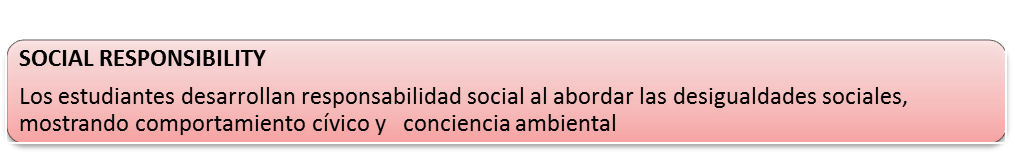 SOCIAL RESPONSIBILITY
Los estudiantes desarrollan responsabilidad social al abordar las desigualdades sociales,
mostrando comportamiento cívico y   conciencia ambiental